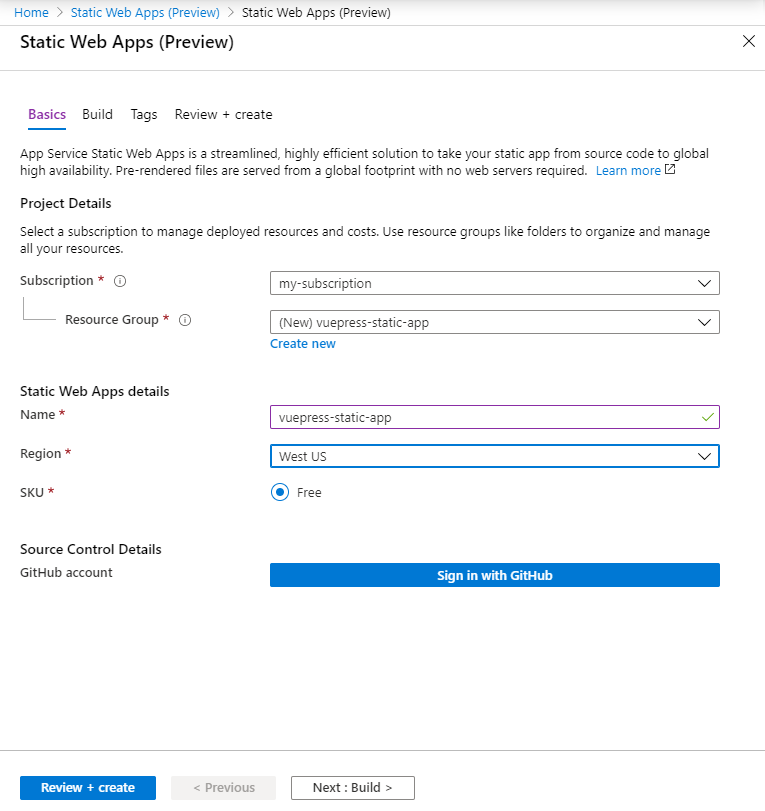 Home > Static Web Apps (Preview) > Static Web Apps (Preview)
Static Web Apps (Preview)
Basics Build Tags Review + create
App Service Static Web Apps is a streamlined, highly efficient solution to take your static app from source code to global
high availability. Pre-rendered files are served from a global footprint with no web servers required. Learn more
Project Details
Select a subscription to manage deployed resources and costs. Use resource groups like folders to organize and manage
all your resources.
Subscription * my-subscription
Resource Group * (New) vuepress-static-app
Create new
Static Web Apps details
Name * vuepress-static-app
Region * West US
SKU * Free
Source Control Details
GitHub account Sign in with GitHub
Review + create < Previous Next : Build >